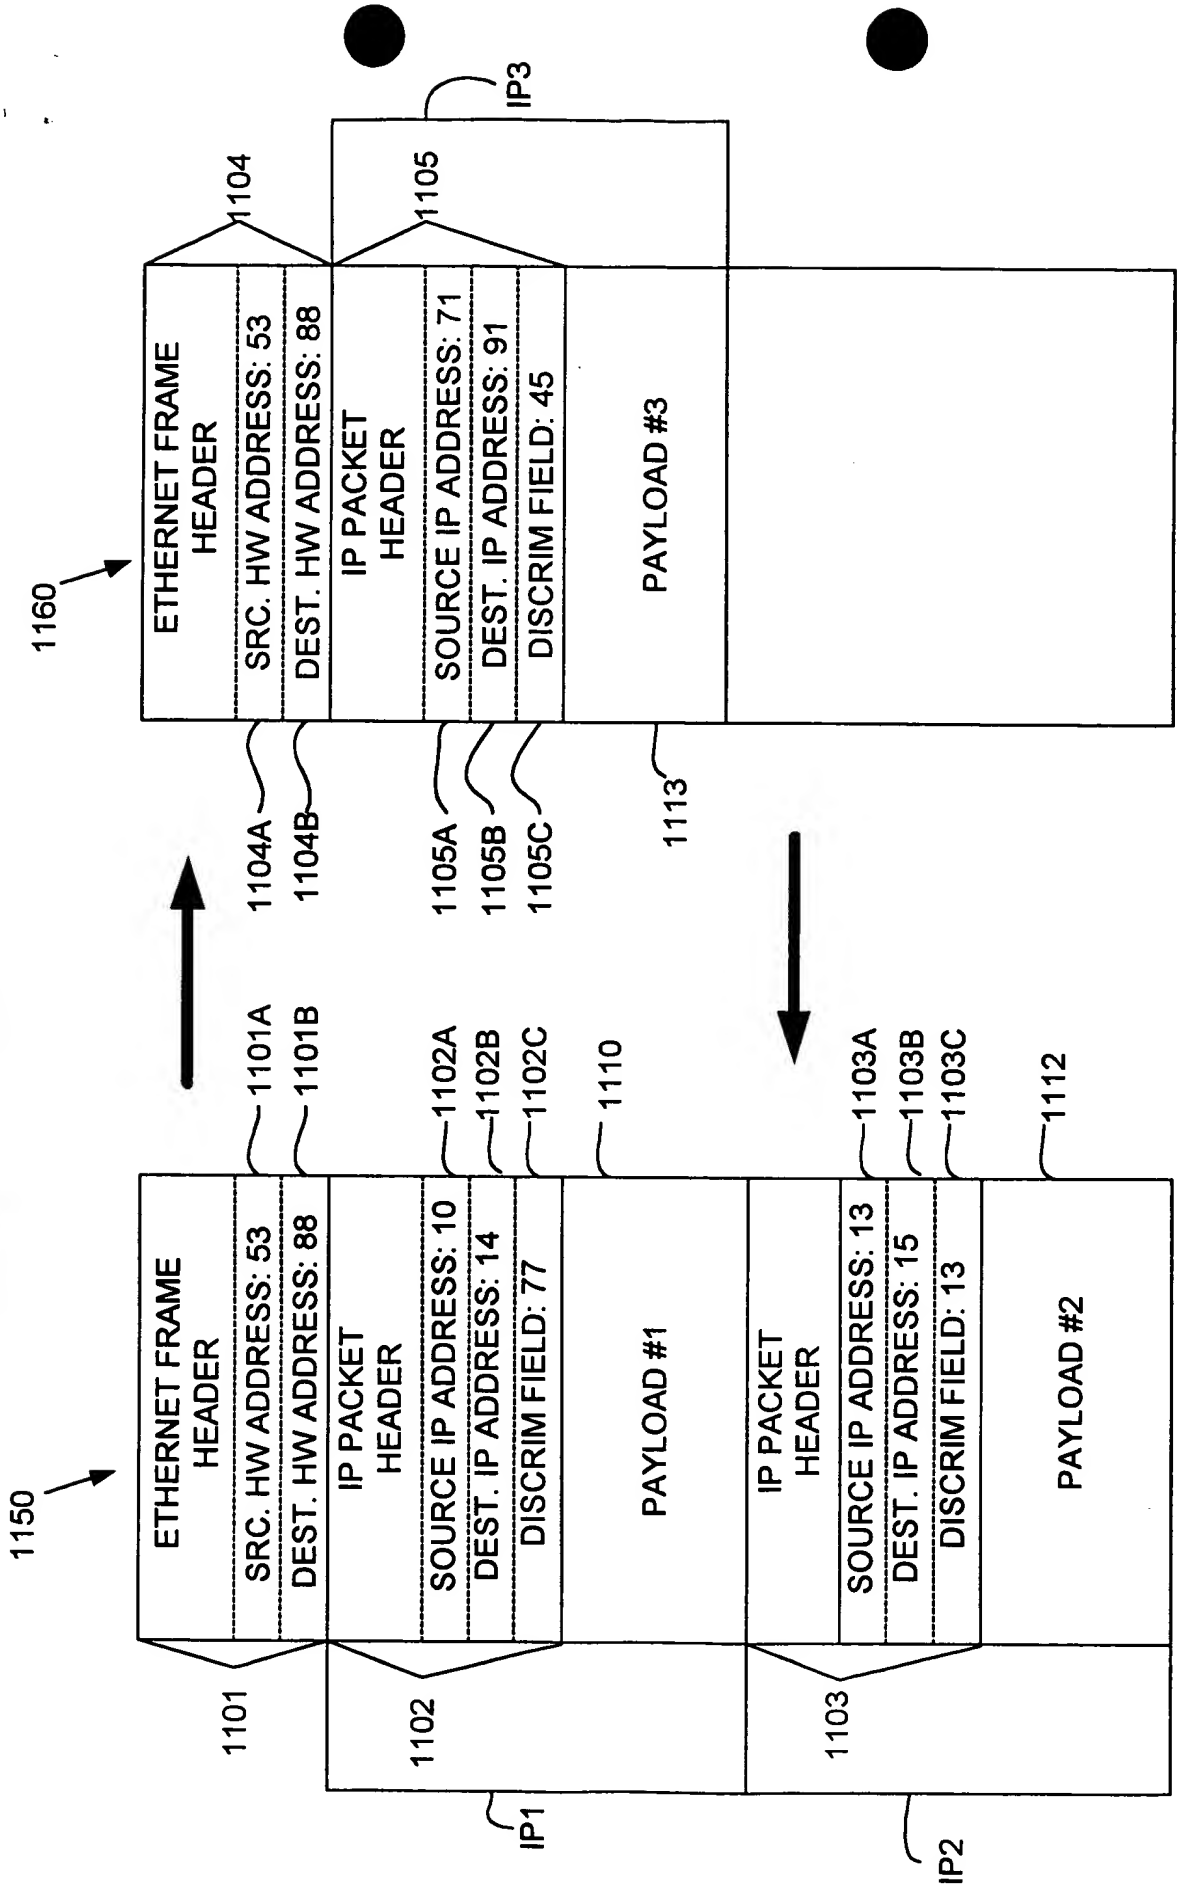 1150
1101
1102
1103
IP1
IP2
ETHERNET FRAME
HEADER
SRC. HW ADDRESS: 53
DEST. HW ADDRESS: 88
IP PACKET
HEADER
SOURCE IP ADDRESS: 10
DEST. IP ADDRESS: 14
DISCRIM FIELD: 77
PAYLOAD #1
IP PACKET
HEADER
SOURCE IP ADDRESS: 13
DEST. IP ADDRESS: 15
DISCRIM FIELD: 13
PAYLOAD #2
1101A
1101B
1102A
1102B
1102C
1110
1103A
1103B
1103C
1112
1160
1104A
1104B
1105A
1105B
1105C
1113
ETHERNET FRAME
HEADER
SRC. HW ADDRESS: 53
DEST. HW ADDRESS: 88
IP PACKET
HEADER
SOURCE IP ADDRESS: 71
DEST. IP ADDRESS: 91
DISCRIM FIELD: 45
PAYLOAD #3
1104
1105
IP3